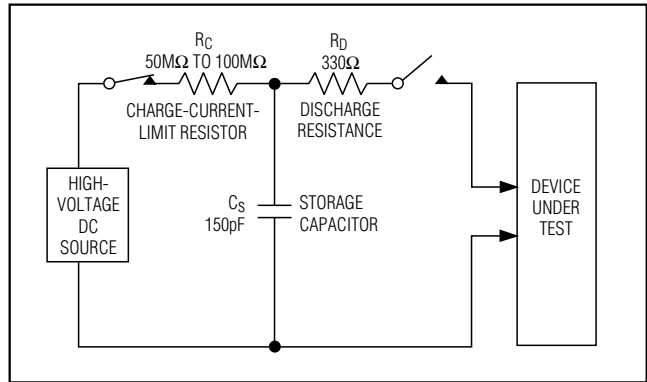 RC
50MΩ TO 100MΩ
CHARGE-CURRENT-
LIMIT RESISTOR
RD
330Ω
DISCHARGE
RESISTANCE
HIGH-
VOLTAGE
DC
SOURCE
CS
150pF
STORAGE
CAPACITOR
DEVICE
UNDER
TEST